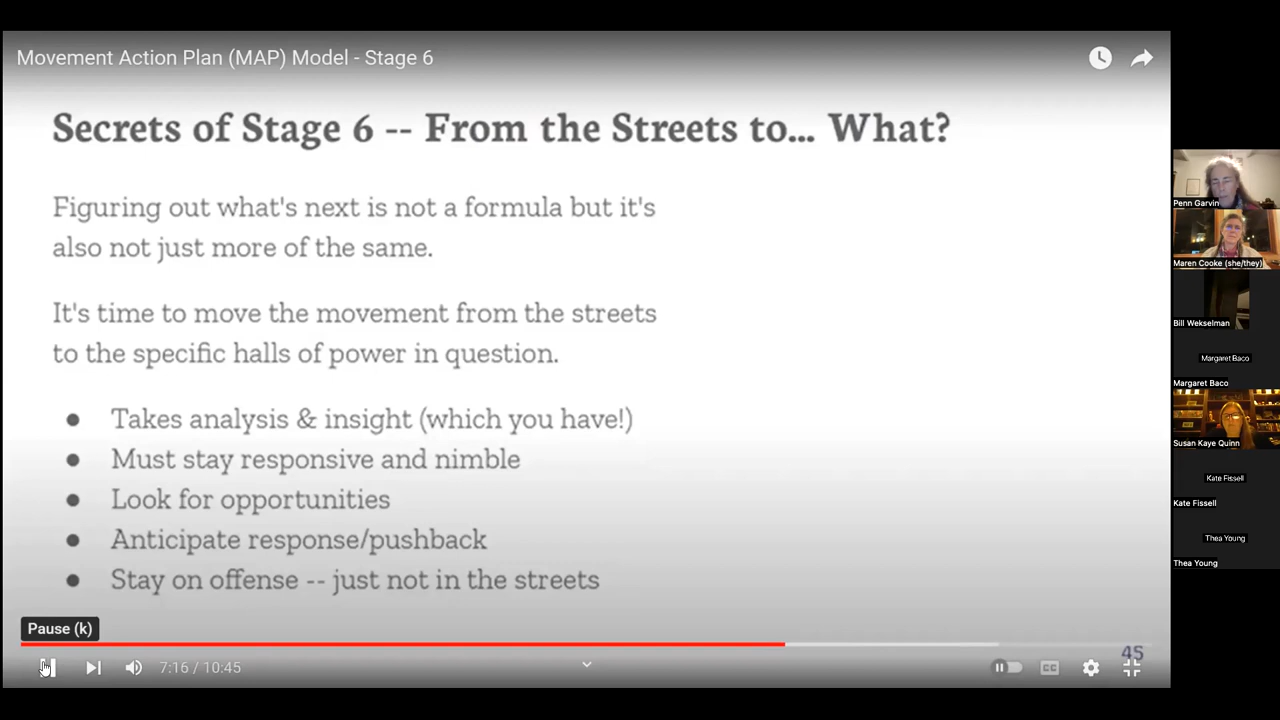 Movement Action Plan (MAP) Model - Stage 6
Secrets of Stage 6 -- From the Streets to... What?
Figuring out what's next is not a formula but it's
also not just more of the same.
It's time to move the movement from the streets
to the specific halls of power in question.
● Takes analysis & insight (which you have!)
● Must stay responsive and nimble
● Look for opportunities
● Anticipate response/pushback
● Stay on offense -- just not in the streets
Pause (k)
7:16 / 10:45
CC
45
Penn Garvin
Maren Cooke (she/they)
Bill Wekselman
Margaret Baco
Margaret Baco
Susan Kaye Quinn
Kate Fissell
Kate Fissell
Thea Young
Thea Young